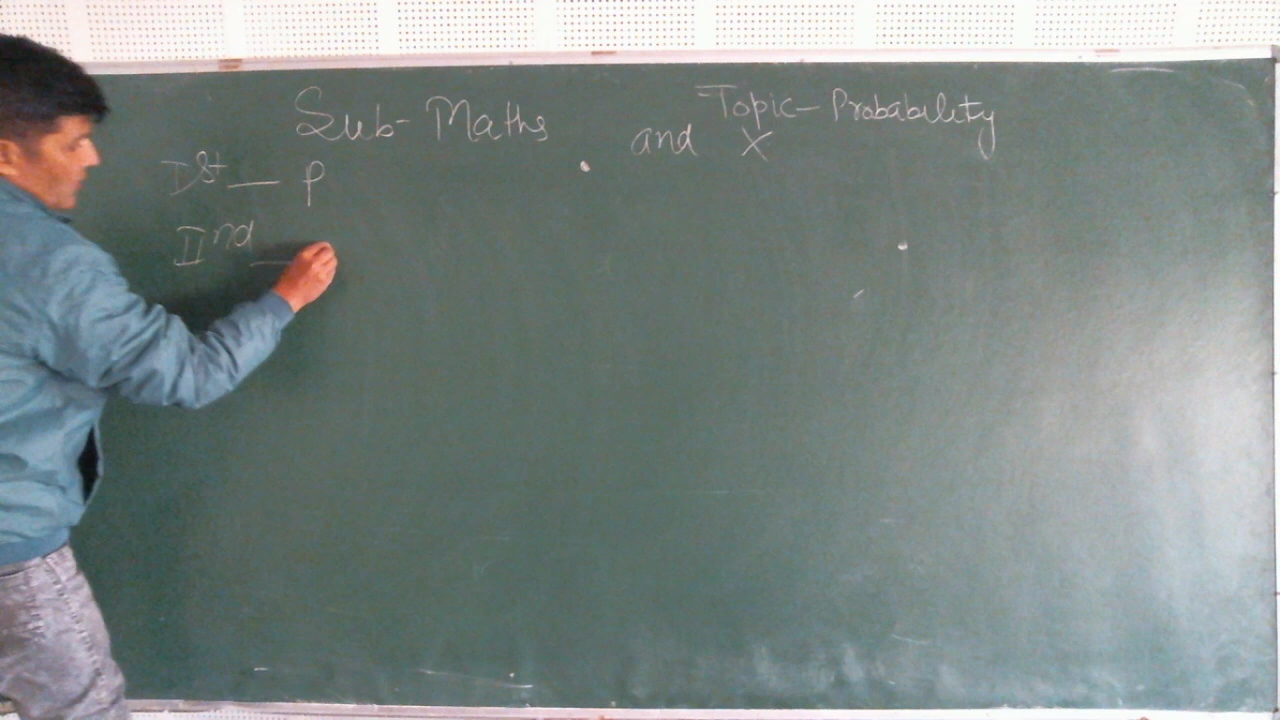 Sub- Maths Topic- Probability
and X
Ist — P
IInd —